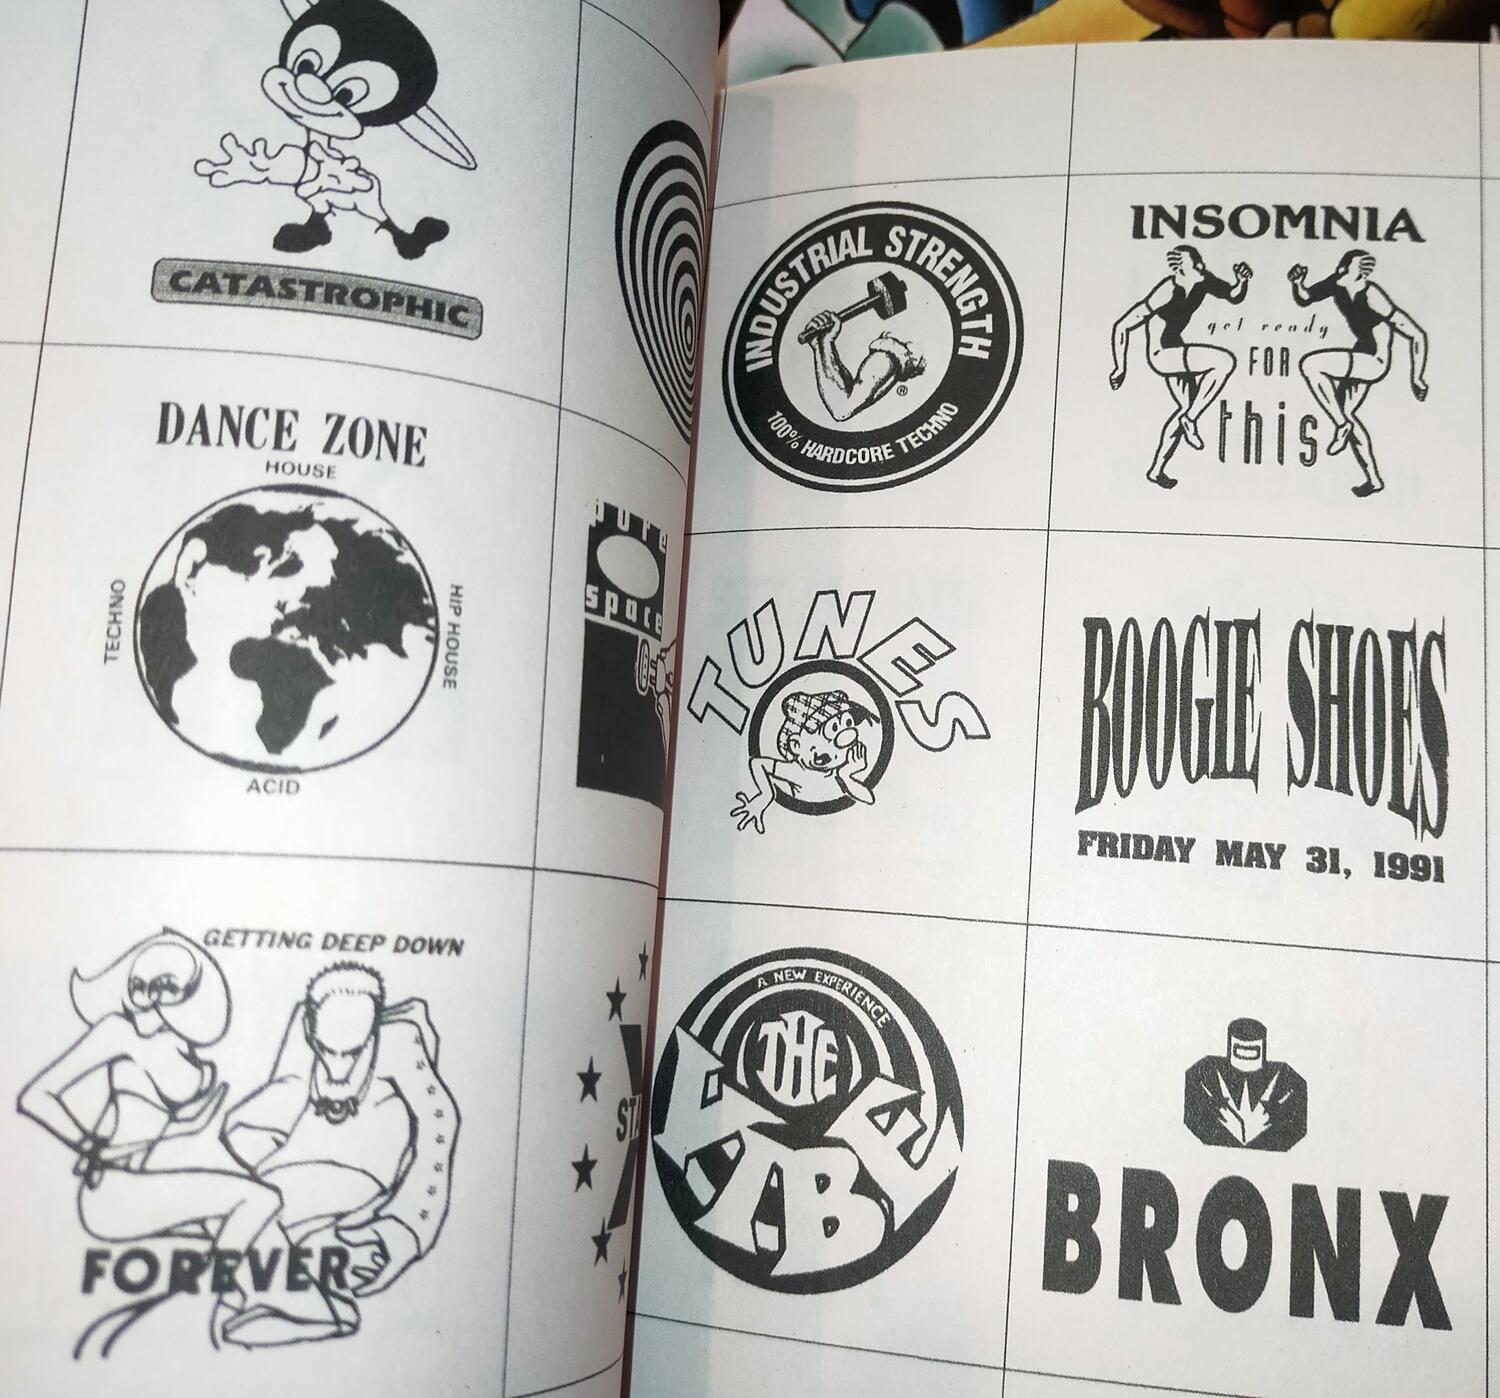 CATASTROPHIC
DANCE ZONE
HOUSE
TECHNO
HIP HOUSE
ACID
pure
space
GETTING DEEP DOWN
FOREVER
INDUSTRIAL STRENGTH
®
100% HARDCORE TECHNO
INSOMNIA
get ready
FOR
this
TUNES
BOOGIE SHOES
FRIDAY MAY 31, 1991
A NEW EXPERIENCE
THE
VIBE
BRONX